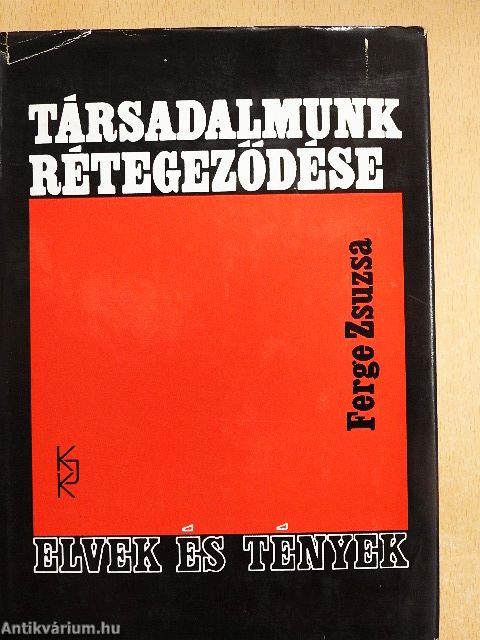 TÁRSADALMUNK
RÉTEGEZŐDÉSE
Ferge Zsuzsa
KJK
ELVEK ÉS TÉNYEK
Antikvárium.hu